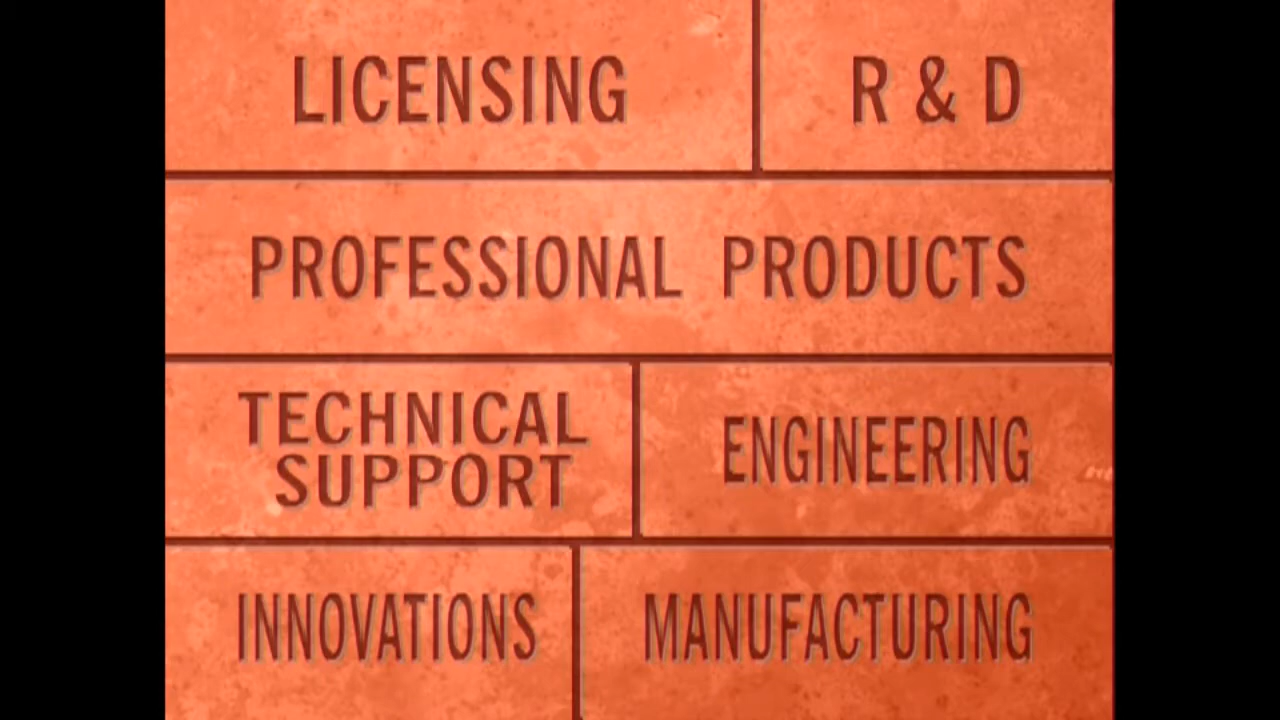 LICENSING R & D
PROFESSIONAL PRODUCTS
TECHNICAL
SUPPORT
ENGINEERING
INNOVATIONS MANUFACTURING